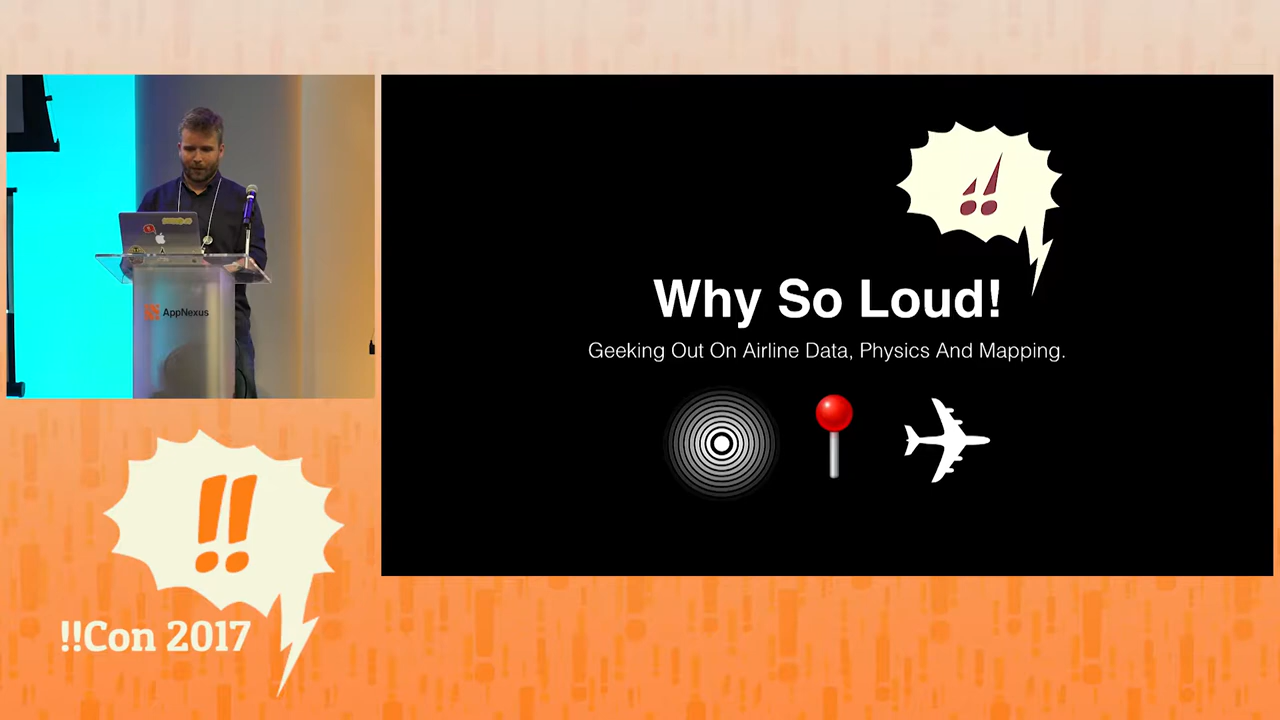 AppNexus
!!
Why So Loud!
Geeking Out On Airline Data, Physics And Mapping.
!!
!!Con 2017